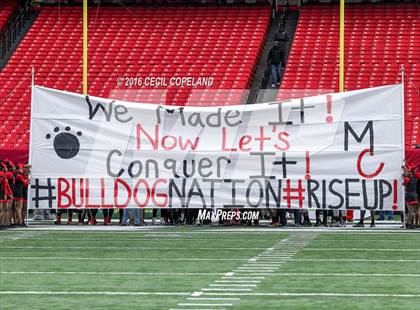 ©2016 CECIL COPELAND
We Made It!
Now Let's
Conquer It!
MC
#BULLDOGNATION#RISEUP!
MAXPREPS.COM